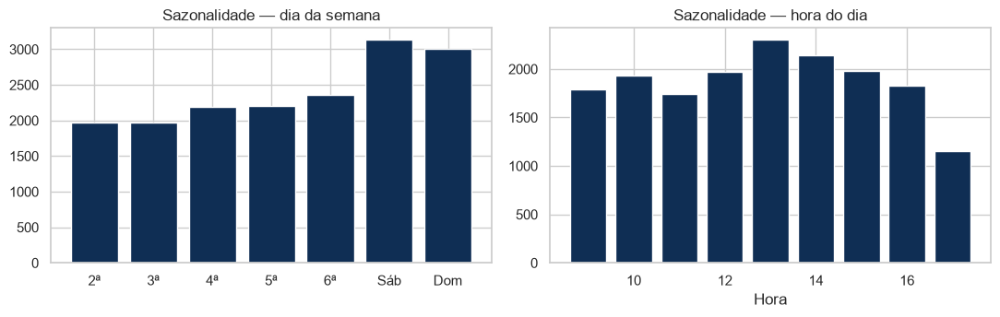 Sazonalidade — dia da semana
3000
2500
2000
1500
1000
500
0
2ª 3ª 4ª 5ª 6ª Sáb Dom
Sazonalidade — hora do dia
2000
1500
1000
500
0
10 12 14 16
Hora